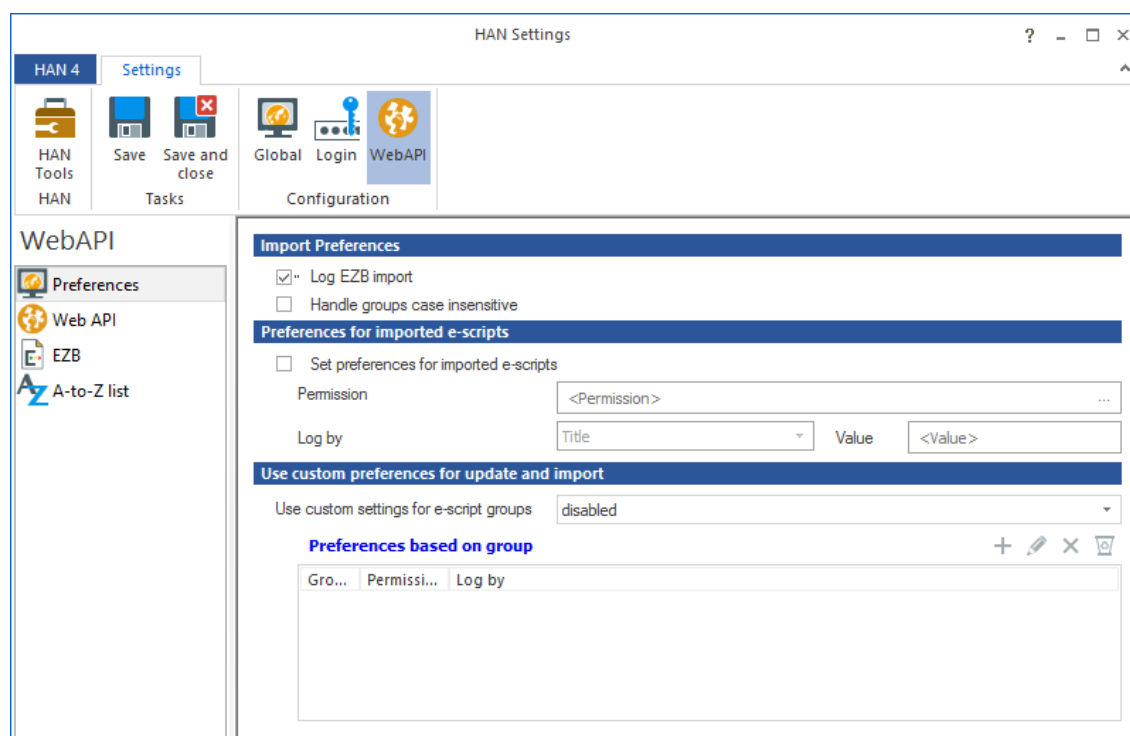 HAN Settings
HAN 4 Settings
HAN Tools Save Save and close Global Login WebAPI
HAN Tasks Configuration
WebAPI
Preferences
Web API
EZB
A-to-Z list
Import Preferences
Log EZB import
Handle groups case insensitive
Preferences for imported e-scripts
Set preferences for imported e-scripts
Permission <Permission> ...
Log by Title Value <Value>
Use custom preferences for update and import
Use custom settings for e-script groups disabled
Preferences based on group
Gro... Permissi... Log by